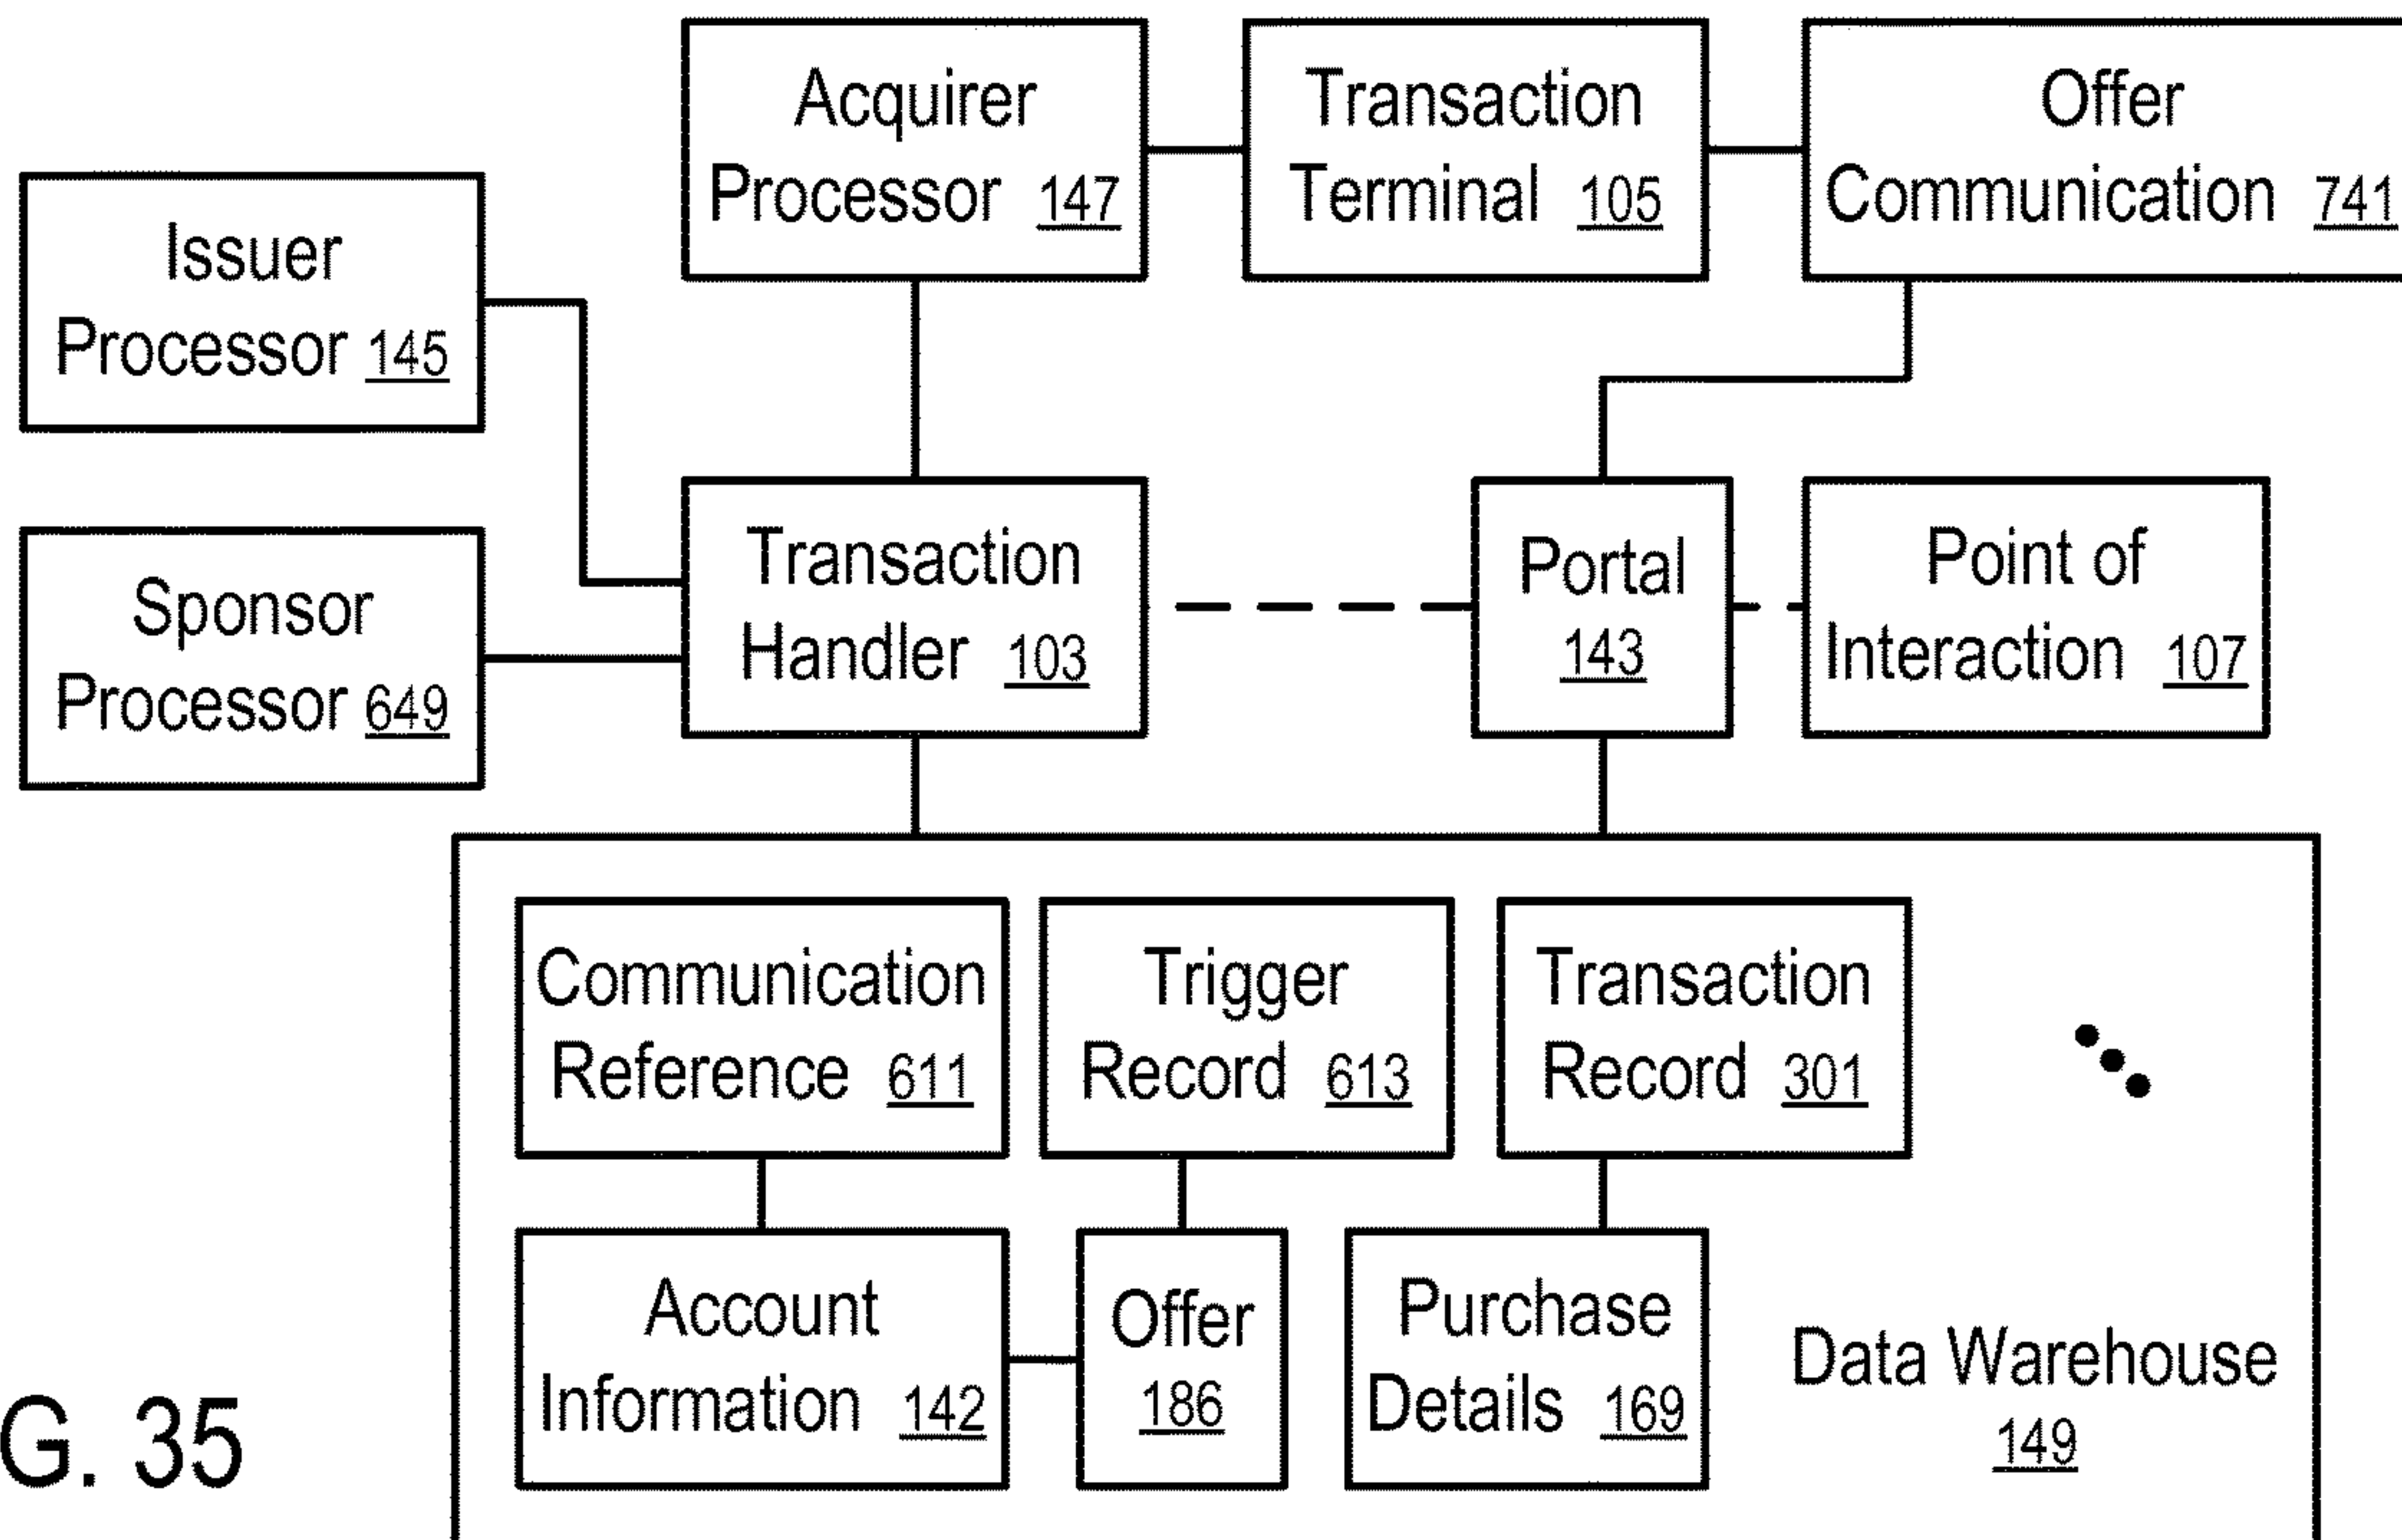 Acquirer
Processor 147
Transaction
Terminal 105
Offer
Communication 741
Issuer
Processor 145
Sponsor
Processor 649
Transaction
Handler 103
Portal
143
Point of
Interaction 107
Communication
Reference 611
Trigger
Record 613
Transaction
Record 301
Account
Information 142
Offer
186
Purchase
Details 169
Data Warehouse
149
G. 35